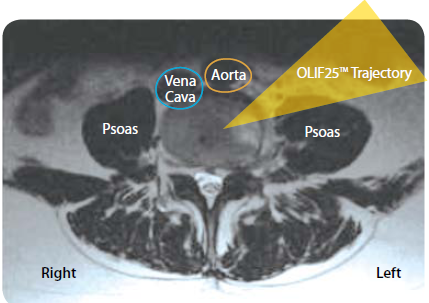 Vena
Cava
Aorta
OLIF25™ Trajectory
Psoas
Psoas
Right
Left